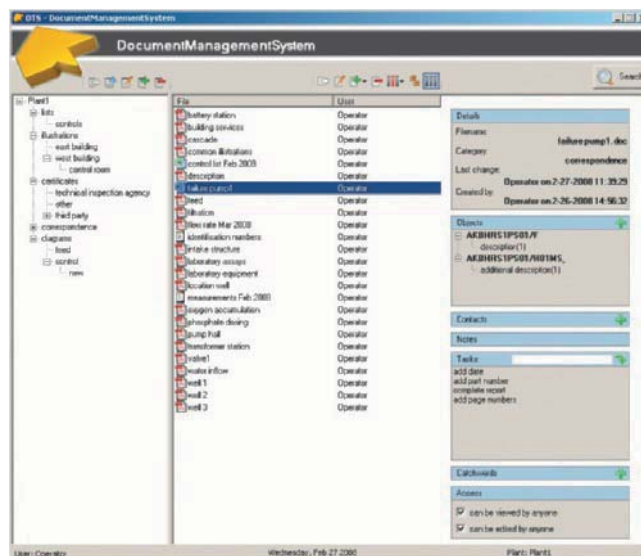 OTS - DocumentManagementSystem
DocumentManagementSystem
Search
Plant1
lists
controls
illustrations
east building
west building
control room
certificates
technical inspection agency
other
third party
correspondence
diagrams
feed
control
new
File User
battery station Operator
building services Operator
cascade Operator
common illustrations Operator
control list Feb 2008 Operator
description Operator
failure pump1 Operator
feed Operator
filtration Operator
flow rate Mar 2008 Operator
identification numbers Operator
intake structure Operator
laboratory assays Operator
laboratory equipment Operator
location well Operator
measurements Feb 2008 Operator
oxygen accumulation Operator
phosphate dosing Operator
pump hall Operator
transformer station Operator
valve1 Operator
water inflow Operator
well 1 Operator
well 2 Operator
well 3 Operator
Details
Filename
failure pump1.doc
Category
correspondence
Last change:
Operator on 2-27-2008 11:39:29
Created by:
Operator on 2-26-2008 14:56:32
Objects
description(1)
additional description(1)
Contacts
Notes
Tasks
add date
add part number
complete report
add page numbers
Catchwords
Access
can be viewed by anyone
can be edited by anyone
User: Operator
Wednesday, Feb 27 2008
Plant: Plant1